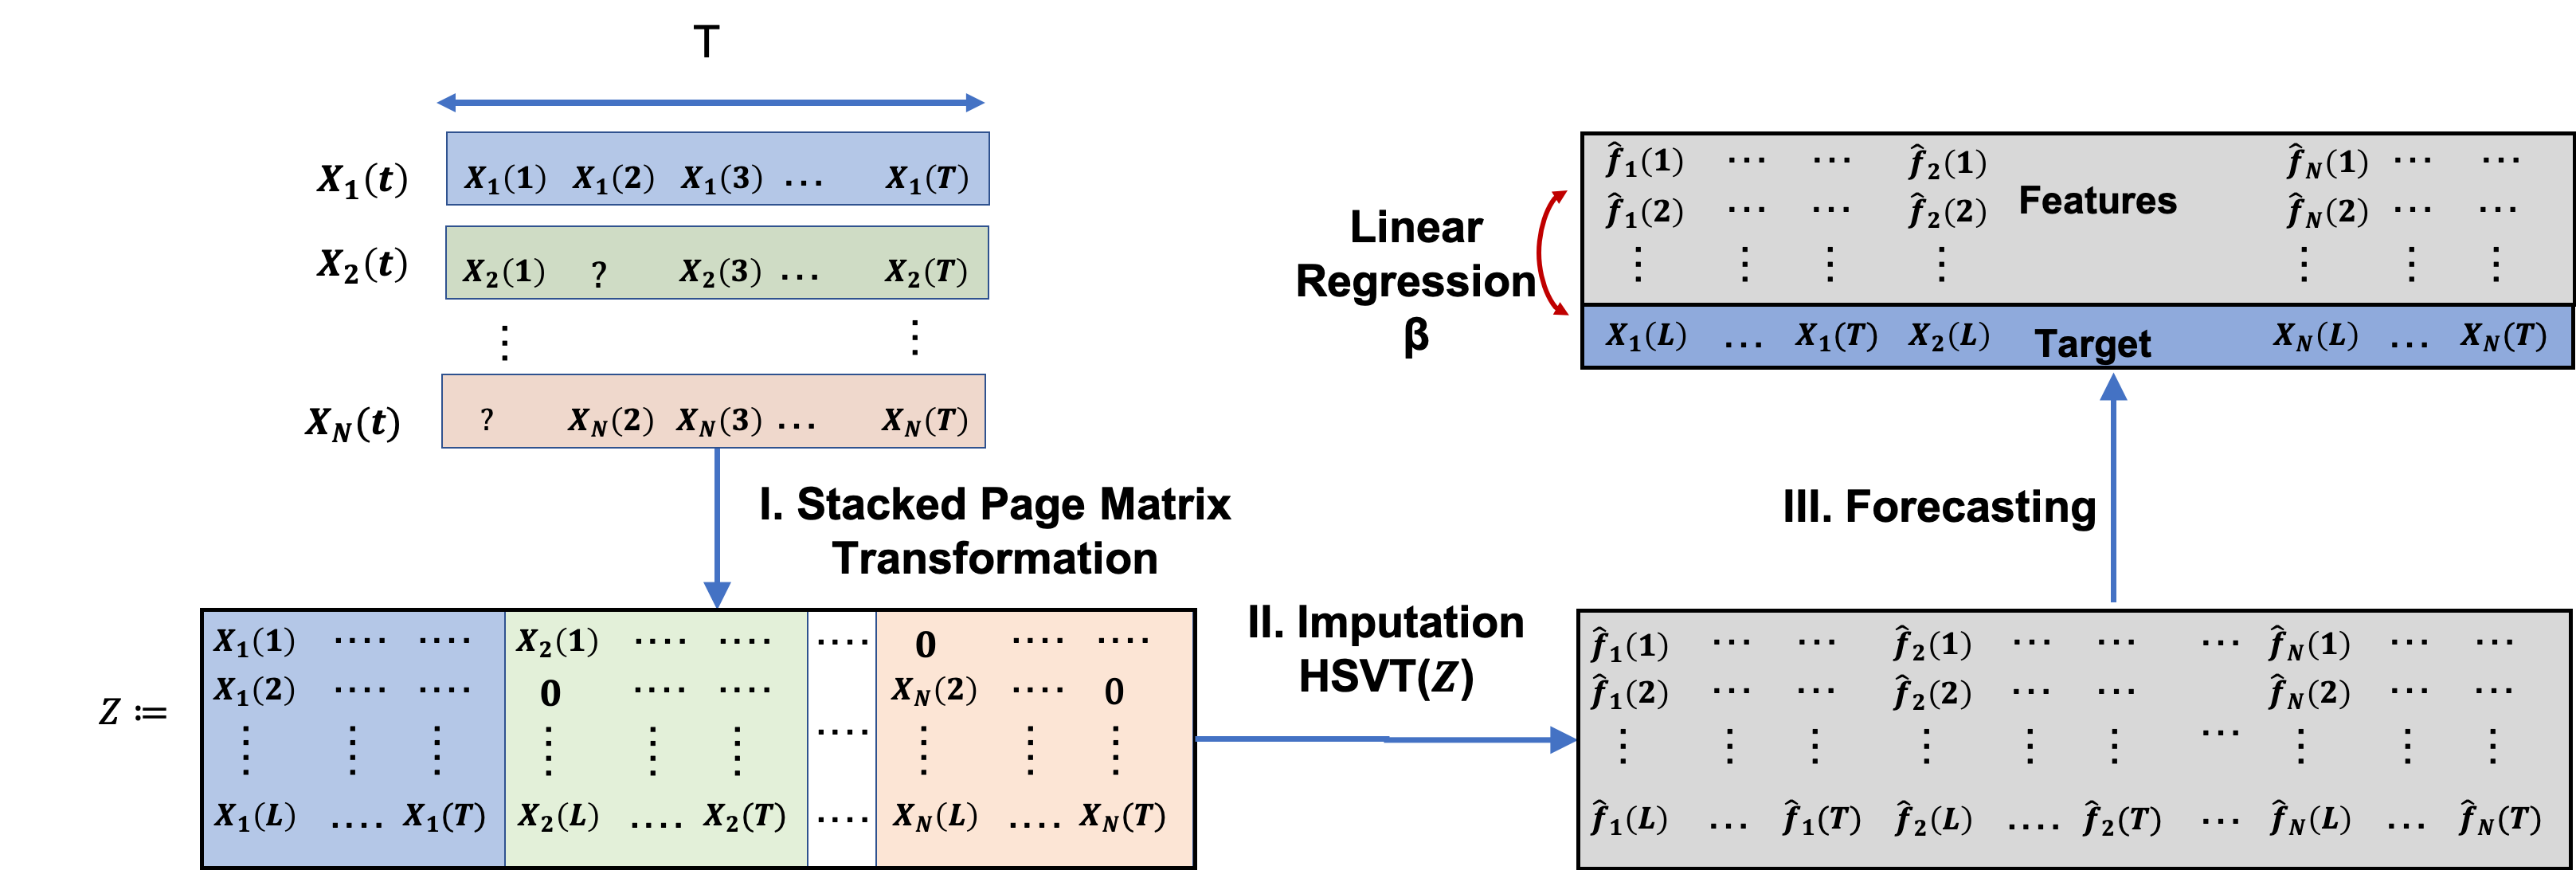 T
X₁(t) X₁(1) X₁(2) X₁(3) ... X₁(T)
X₂(t) X₂(1) ? X₂(3) ... X₂(T)
⋮ ⋮
X_N(t) ? X_N(2) X_N(3) ... X_N(T)
I. Stacked Page Matrix
Transformation
Z ≔
X₁(1) .... .... X₂(1) .... .... .... 0 .... ....
X₁(2) .... .... 0 .... .... X_N(2) .... 0
⋮ ⋮ ⋮ ⋮ ⋮ ⋮ .... ⋮ ⋮ ⋮
X₁(L) .... X₁(T) X₂(L) .... X₂(T) .... X_N(L) .... X_N(T)
II. Imputation
HSVT(Z)
f̂₁(1) ... ... f̂₂(1) ... ... ... f̂_N(1) ... ...
f̂₁(2) ... ... f̂₂(2) ... ... f̂_N(2) ... ...
⋮ ⋮ ⋮ ⋮ ⋮ ⋮ ... ⋮ ⋮ ⋮
f̂₁(L) ... f̂₁(T) f̂₂(L) .... f̂₂(T) ... f̂_N(L) ... f̂_N(T)
III. Forecasting
Linear
Regression
β
f̂₁(1) ... ... f̂₂(1) f̂_N(1) ... ...
Features
f̂₁(2) ... ... f̂₂(2) f̂_N(2) ... ...
⋮ ⋮ ⋮ ⋮ ⋮ ⋮ ⋮
X₁(L) ... X₁(T) X₂(L) Target X_N(L) ... X_N(T)